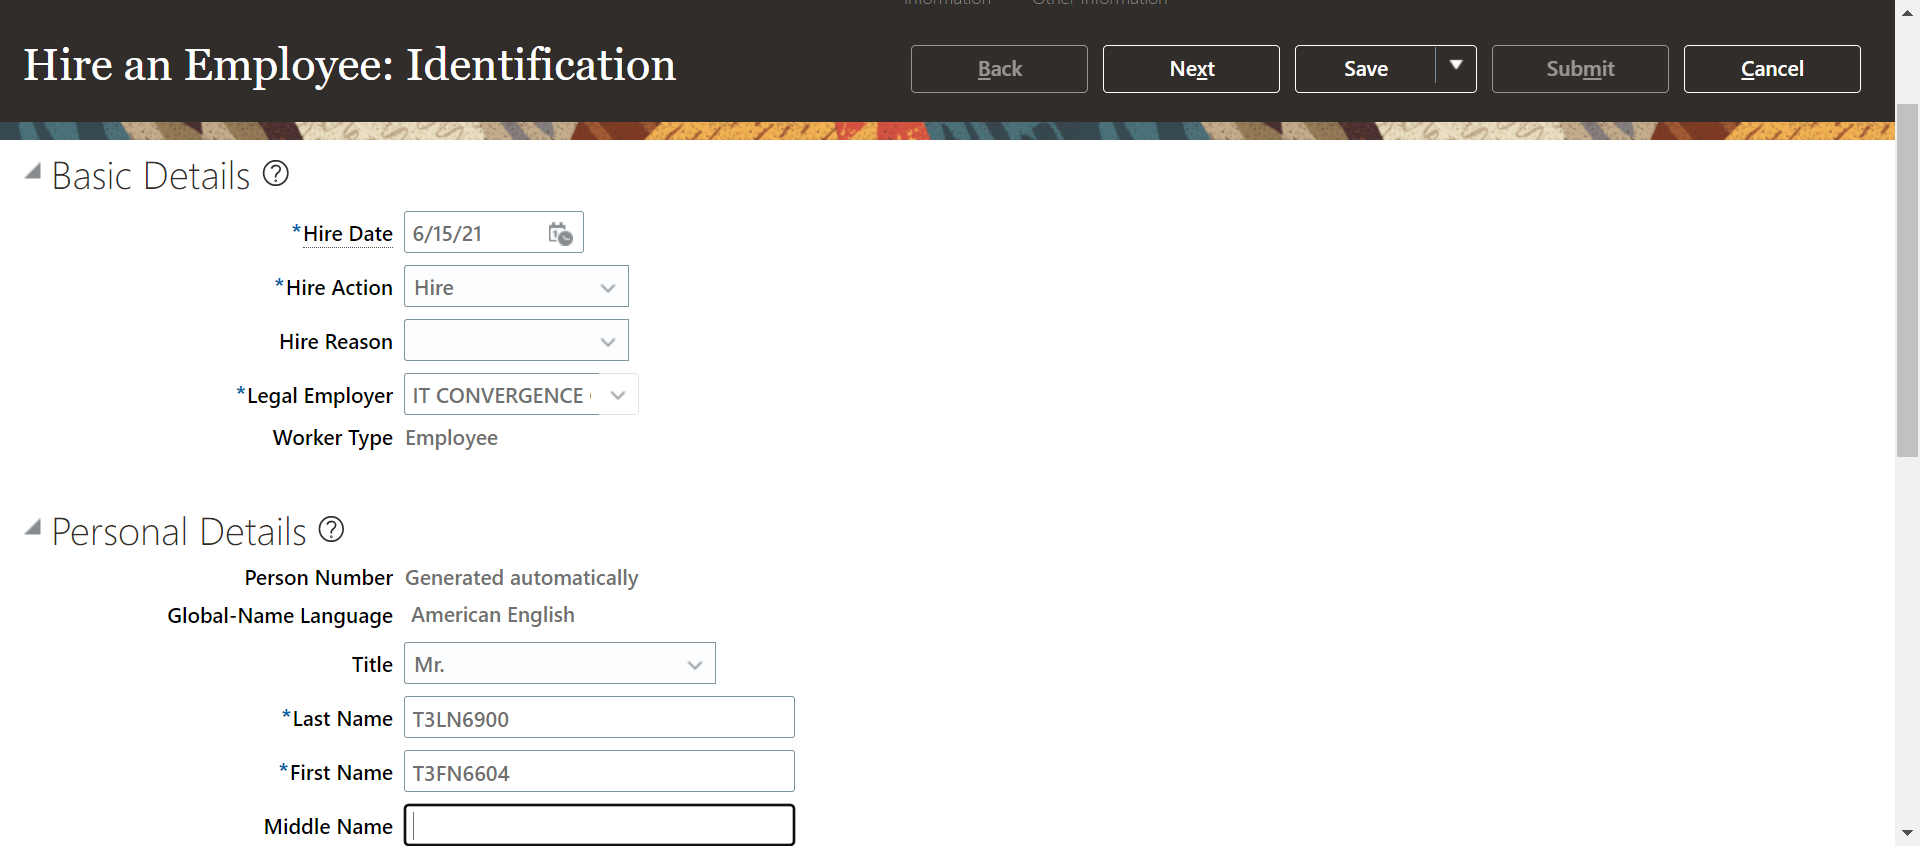 Information Other Information
Hire an Employee: Identification
Back Next Save Submit Cancel
Basic Details ?
*Hire Date 6/15/21
*Hire Action Hire
Hire Reason
*Legal Employer IT CONVERGENCE
Worker Type Employee
Personal Details ?
Person Number Generated automatically
Global-Name Language American English
Title Mr.
*Last Name T3LN6900
*First Name T3FN6604
Middle Name